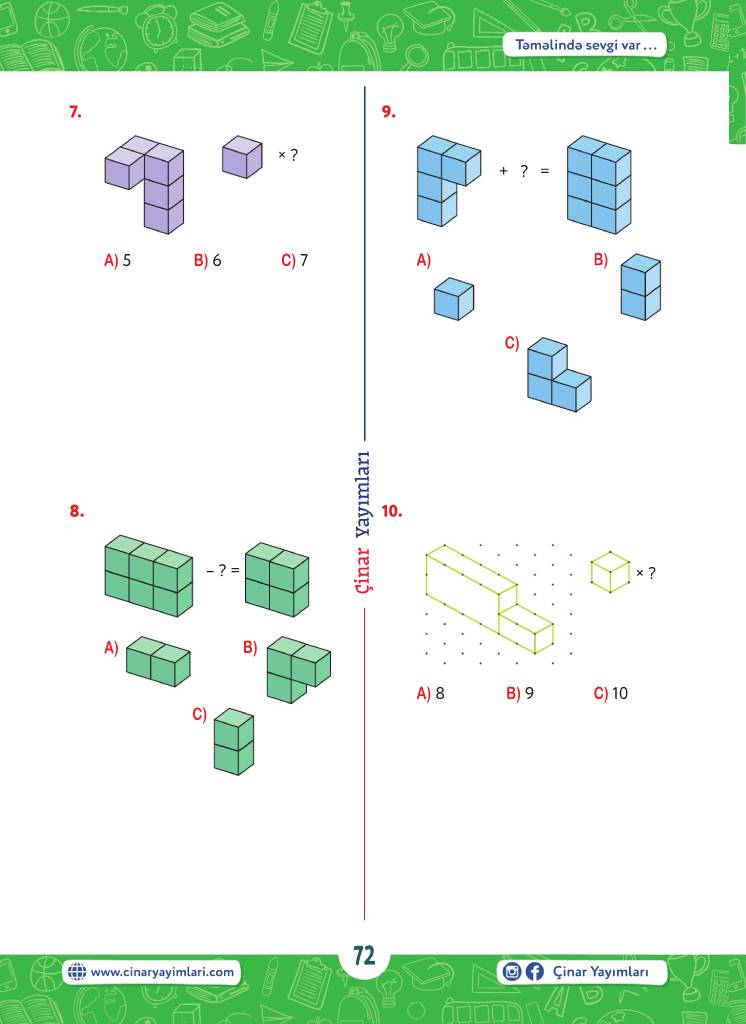 Təməlində sevgi var ...
7.
× ?
A) 5 B) 6 C) 7
8.
– ? =
A) B)
C)
9.
+ ? =
A) B)
C)
10.
× ?
A) 8 B) 9 C) 10
Çinar Yayımları
72
www.cinaryayimlari.com
Çinar Yayımları